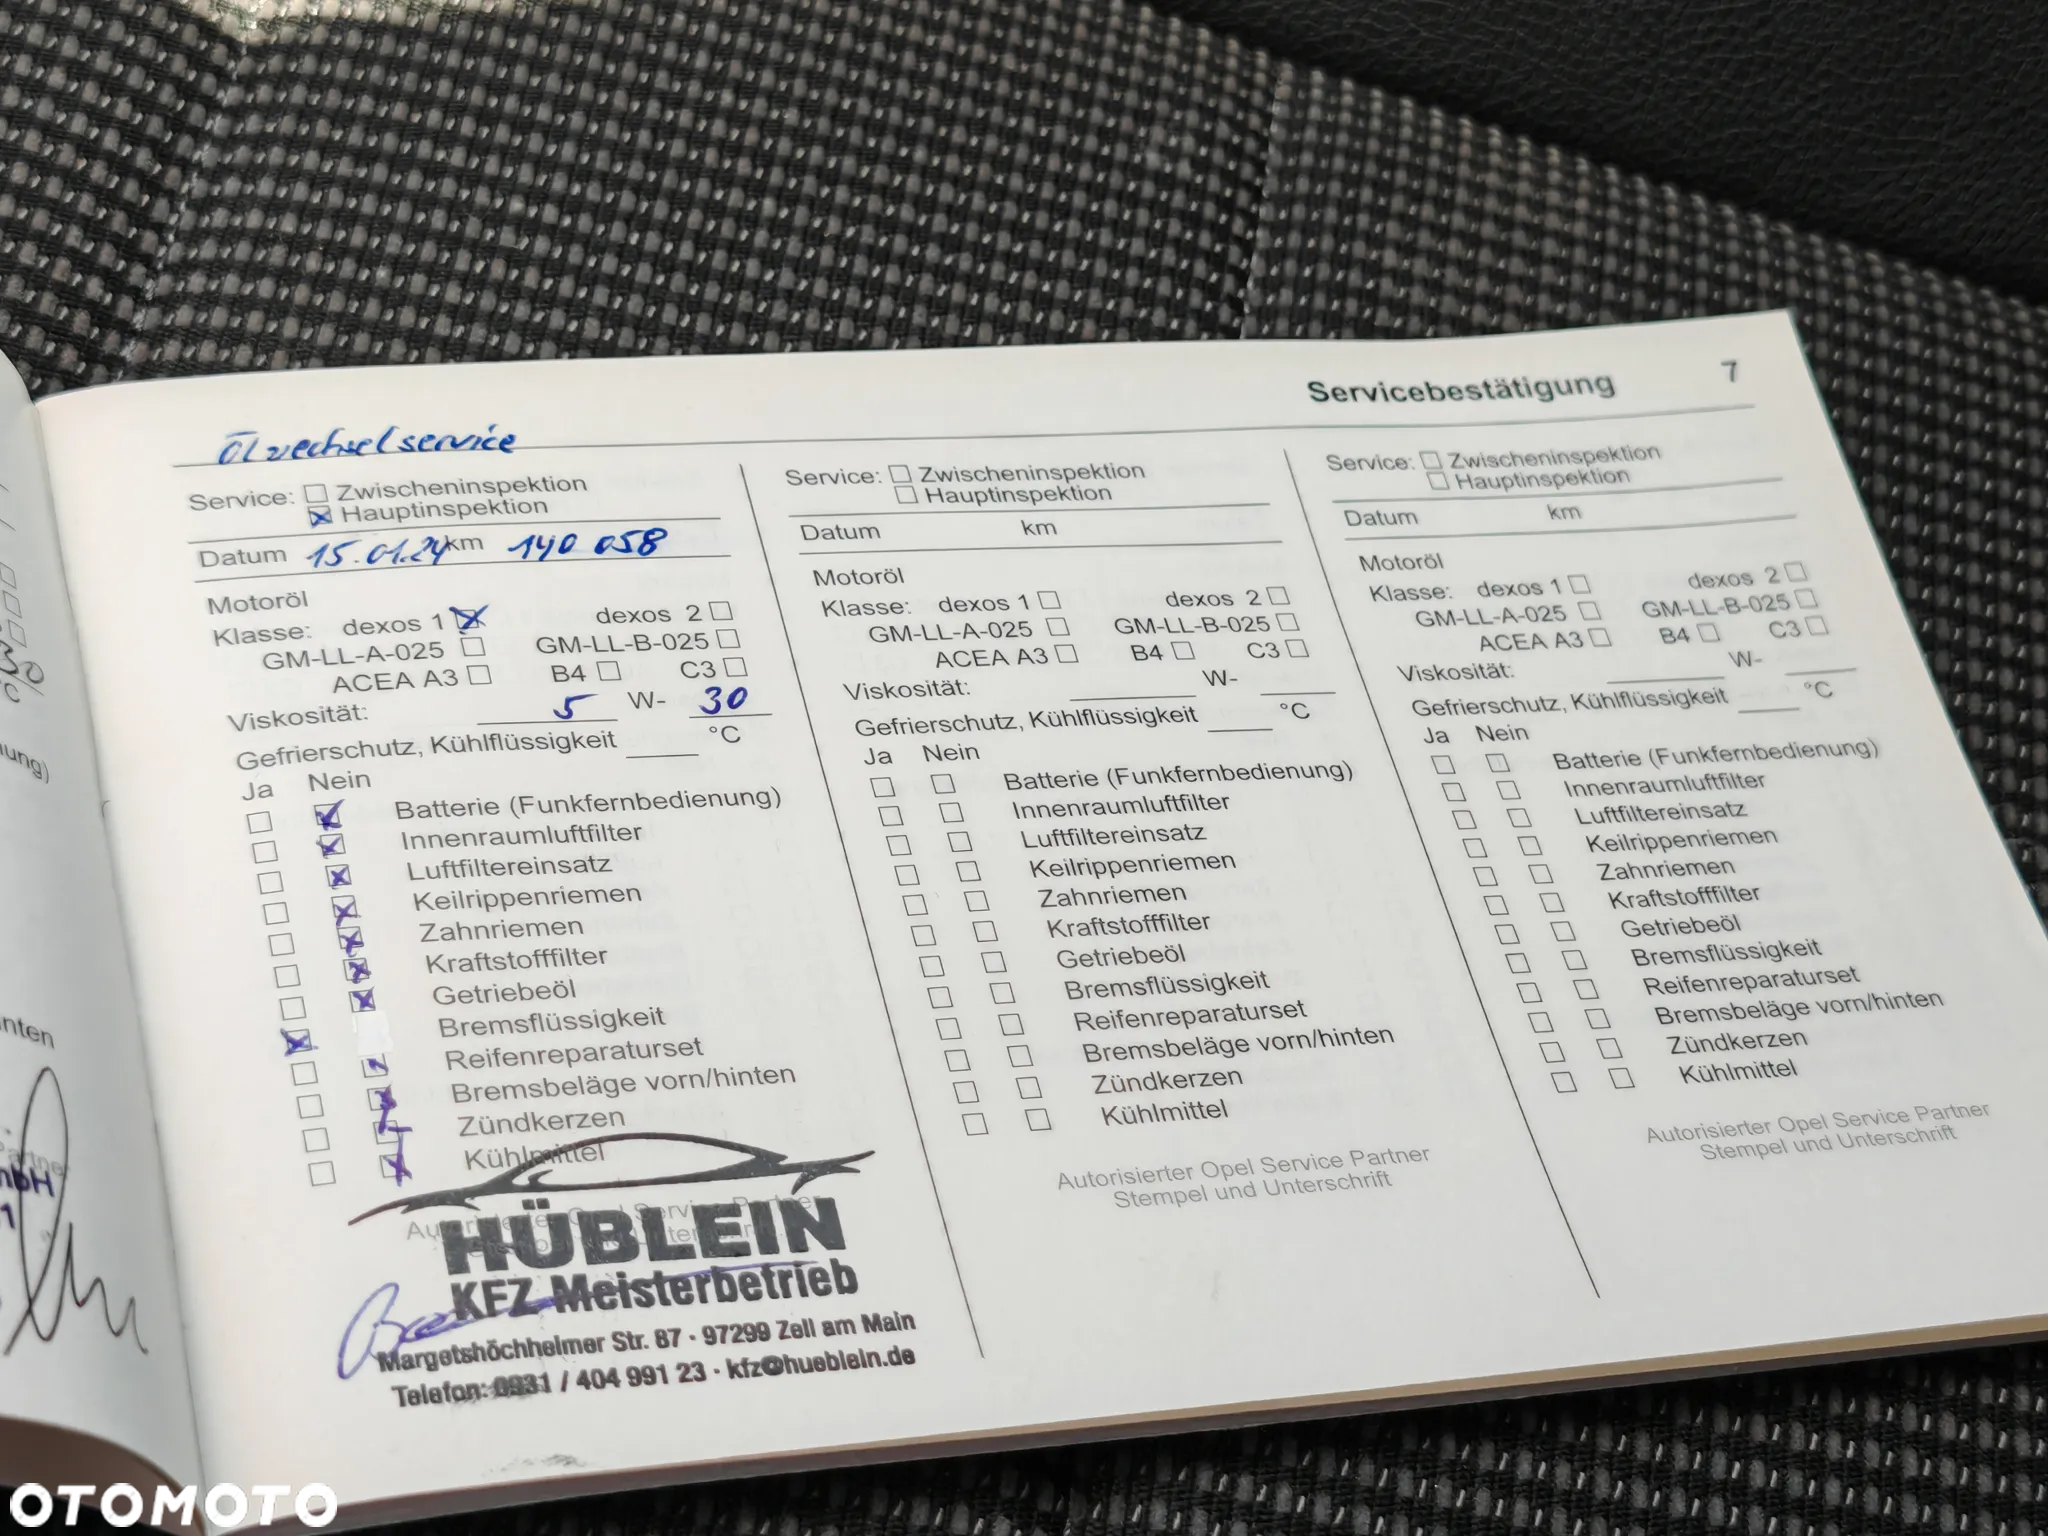 Servicebestätigung 7
Ölwechselservice
Service: Zwischeninspektion
Hauptinspektion
Datum 15.01.24 km 140 058
Motoröl
Klasse: dexos 1 dexos 2
GM-LL-A-025 GM-LL-B-025
ACEA A3 B4 C3
Viskosität: 5 W- 30
Gefrierschutz, Kühlflüssigkeit °C
Ja Nein
Batterie (Funkfernbedienung)
Innenraumluftfilter
Luftfiltereinsatz
Keilrippenriemen
Zahnriemen
Kraftstofffilter
Getriebeöl
Bremsflüssigkeit
Reifenreparaturset
Bremsbeläge vorn/hinten
Zündkerzen
Kühlmittel
HÜBLEIN
KFZ Meisterbetrieb
Margetshöchheimer Str. 87 · 97299 Zell am Main
Telefon: 0931 / 404 991 23 · kfz@hueblein.de
Service: Zwischeninspektion
Hauptinspektion
Datum km
Motoröl
Klasse: dexos 1 dexos 2
GM-LL-A-025 GM-LL-B-025
ACEA A3 B4 C3
Viskosität: W-
Gefrierschutz, Kühlflüssigkeit °C
Ja Nein
Batterie (Funkfernbedienung)
Innenraumluftfilter
Luftfiltereinsatz
Keilrippenriemen
Zahnriemen
Kraftstofffilter
Getriebeöl
Bremsflüssigkeit
Reifenreparaturset
Bremsbeläge vorn/hinten
Zündkerzen
Kühlmittel
Autorisierter Opel Service Partner
Stempel und Unterschrift
Service: Zwischeninspektion
Hauptinspektion
Datum km
Motoröl
Klasse: dexos 1 dexos 2
GM-LL-A-025 GM-LL-B-025
ACEA A3 B4 C3
Viskosität: W-
Gefrierschutz, Kühlflüssigkeit °C
Ja Nein
Batterie (Funkfernbedienung)
Innenraumluftfilter
Luftfiltereinsatz
Keilrippenriemen
Zahnriemen
Kraftstofffilter
Getriebeöl
Bremsflüssigkeit
Reifenreparaturset
Bremsbeläge vorn/hinten
Zündkerzen
Kühlmittel
Autorisierter Opel Service Partner
Stempel und Unterschrift
OTOMOTO